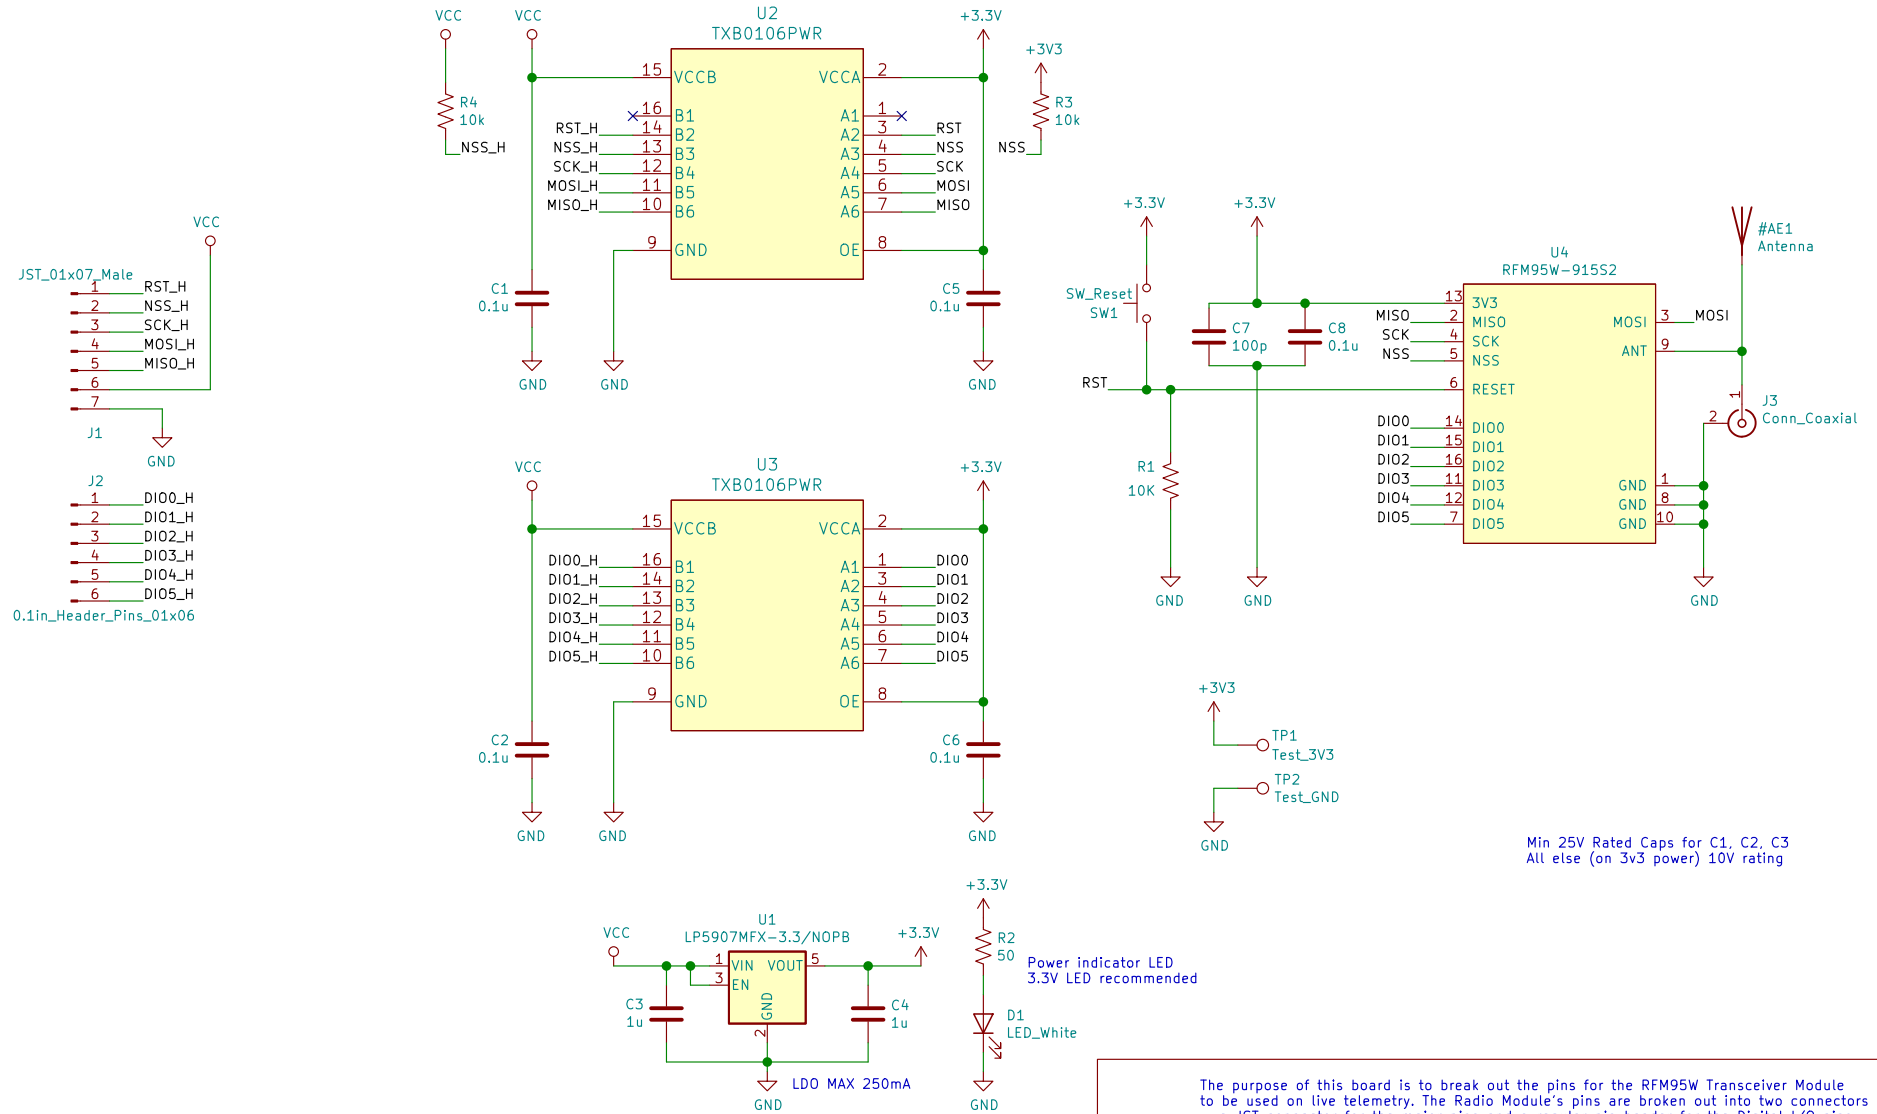 JST_01x07_Male
1 RST_H
2 NSS_H
3 SCK_H
4 MOSI_H
5 MISO_H
6
7
VCC
J1
GND
J2
1 DIO0_H
2 DIO1_H
3 DIO2_H
4 DIO3_H
5 DIO4_H
6 DIO5_H
0.1in_Header_Pins_01x06
VCC
R4
10k
NSS_H
VCC
U2
TXB0106PWR
+3.3V
15 VCCB VCCA 2
16 B1 A1 1
RST_H 14 B2 A2 3 RST
NSS_H 13 B3 A3 4 NSS
SCK_H 12 B4 A4 5 SCK
MOSI_H 11 B5 A5 6 MOSI
MISO_H 10 B6 A6 7 MISO
9 GND OE 8
C1
0.1u
GND
GND
C5
0.1u
GND
+3V3
R3
10k
NSS
VCC
U3
TXB0106PWR
+3.3V
15 VCCB VCCA 2
DIO0_H 16 B1 A1 1 DIO0
DIO1_H 14 B2 A2 3 DIO1
DIO2_H 13 B3 A3 4 DIO2
DIO3_H 12 B4 A4 5 DIO3
DIO4_H 11 B5 A5 6 DIO4
DIO5_H 10 B6 A6 7 DIO5
9 GND OE 8
C2
0.1u
GND
GND
C6
0.1u
GND
VCC
U1
LP5907MFX-3.3/NOPB
+3.3V
1 VIN VOUT 5
3 EN
GND
2
C3
1u
C4
1u
GND
LDO MAX 250mA
+3.3V
R2
50
Power indicator LED
3.3V LED recommended
D1
LED_White
GND
+3.3V
SW_Reset
SW1
RST
R1
10K
GND
+3.3V
C7
100p
C8
0.1u
GND
U4
RFM95W-915S2
13 3V3
MISO 2 MISO MOSI 3 MOSI
SCK 4 SCK
NSS 5 NSS ANT 9
6 RESET
DIO0 14 DIO0
DIO1 15 DIO1
DIO2 16 DIO2
DIO3 11 DIO3 GND 1
DIO4 12 DIO4 GND 8
DIO5 7 DIO5 GND 10
#AE1
Antenna
1
2
J3
Conn_Coaxial
GND
+3V3
TP1
Test_3V3
TP2
Test_GND
GND
Min 25V Rated Caps for C1, C2, C3
All else (on 3v3 power) 10V rating
The purpose of this board is to break out the pins for the RFM95W Transceiver Module
to be used on live telemetry. The Radio Module's pins are broken out into two connectors